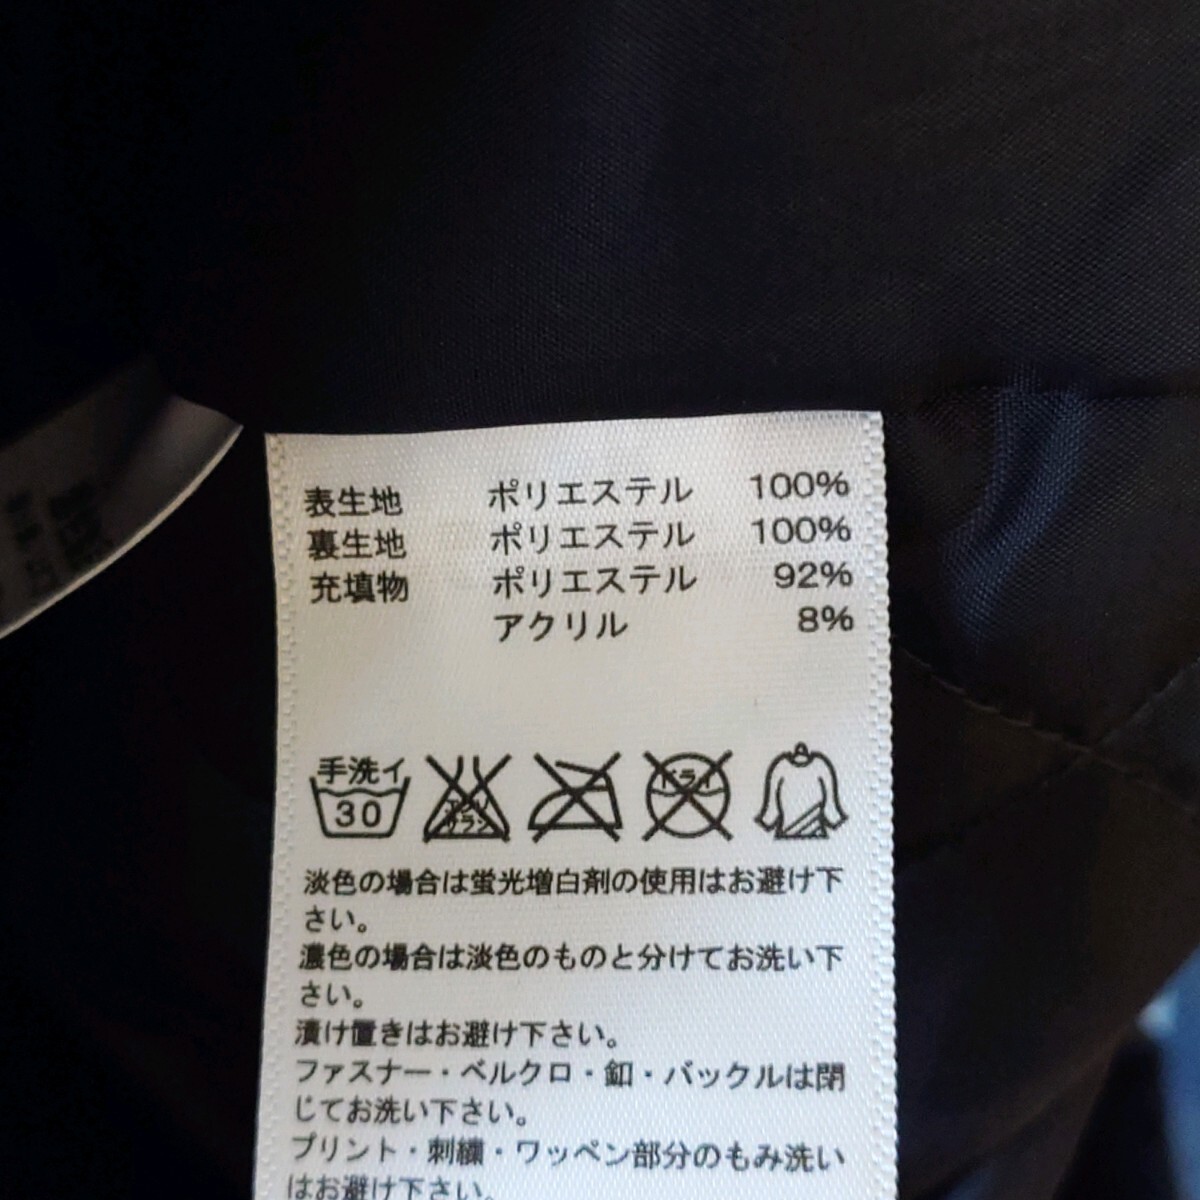 表生地 ポリエステル 100%
裏生地 ポリエステル 100%
充填物 ポリエステル 92%
アクリル 8%
手洗イ
30
エンソ
サラシ
ドライ
淡色の場合は蛍光増白剤の使用はお避け下
さい。
濃色の場合は淡色のものと分けてお洗い下
さい。
漬け置きはお避け下さい。
ファスナー・ベルクロ・釦・バックルは閉
じてお洗い下さい。
プリント・刺繍・ワッペン部分のもみ洗い
はお避け下さい。